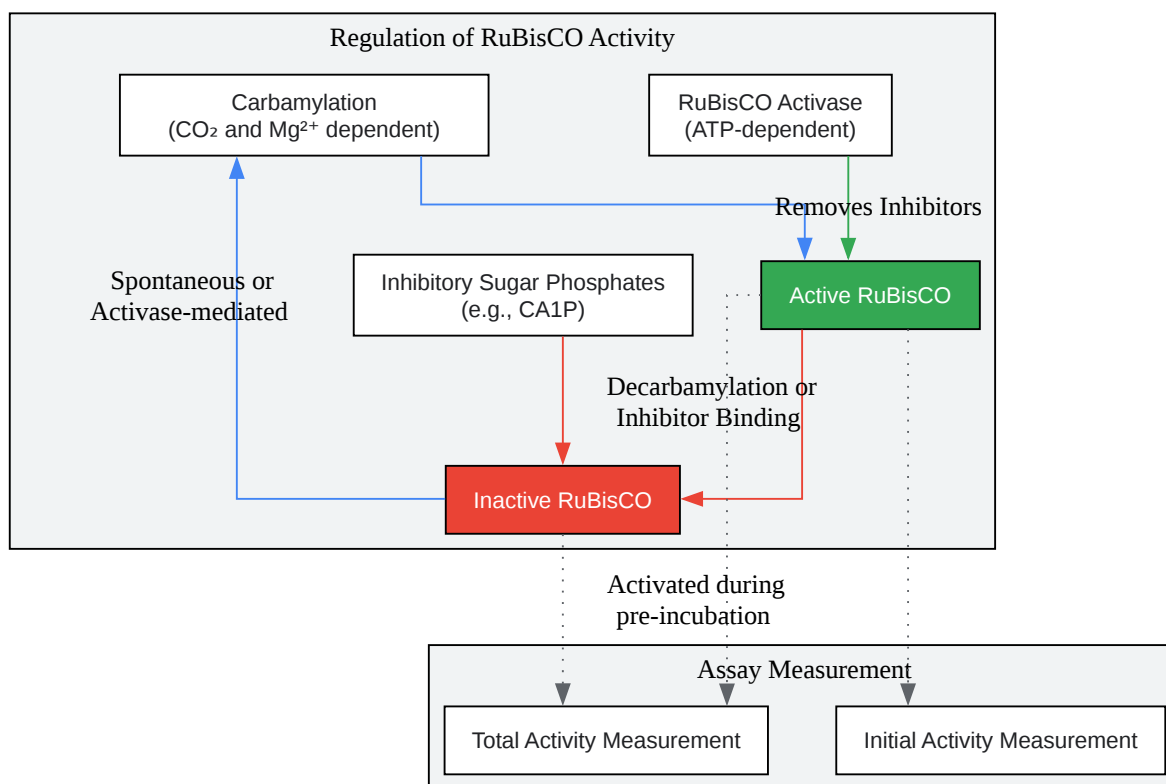 Regulation of RuBisCO Activity
Carbamylation
(CO₂ and Mg²⁺ dependent)
RuBisCO Activase
(ATP-dependent)
Removes Inhibitors
Spontaneous or
Activase-mediated
Inhibitory Sugar Phosphates
(e.g., CA1P)
Active RuBisCO
Decarbamylation or
Inhibitor Binding
Inactive RuBisCO
Activated during
pre-incubation
Assay Measurement
Total Activity Measurement
Initial Activity Measurement